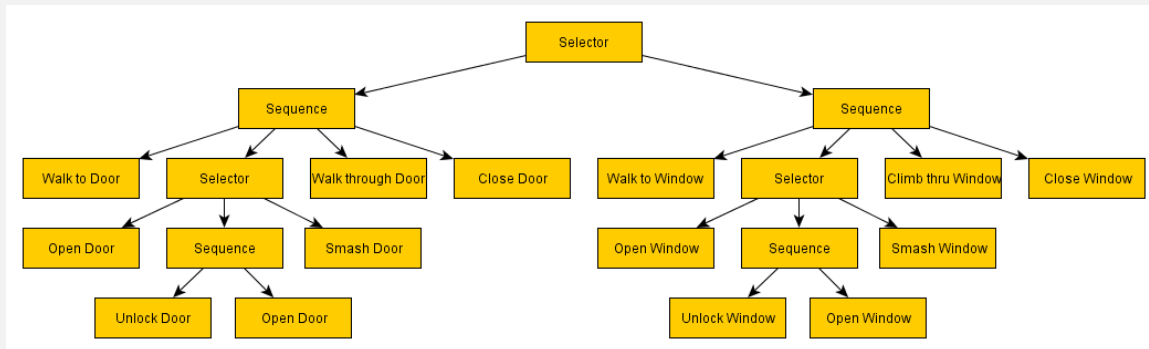 Selector
Sequence
Sequence
Walk to Door
Selector
Walk through Door
Close Door
Walk to Window
Selector
Climb thru Window
Close Window
Open Door
Sequence
Smash Door
Open Window
Sequence
Smash Window
Unlock Door
Open Door
Unlock Window
Open Window